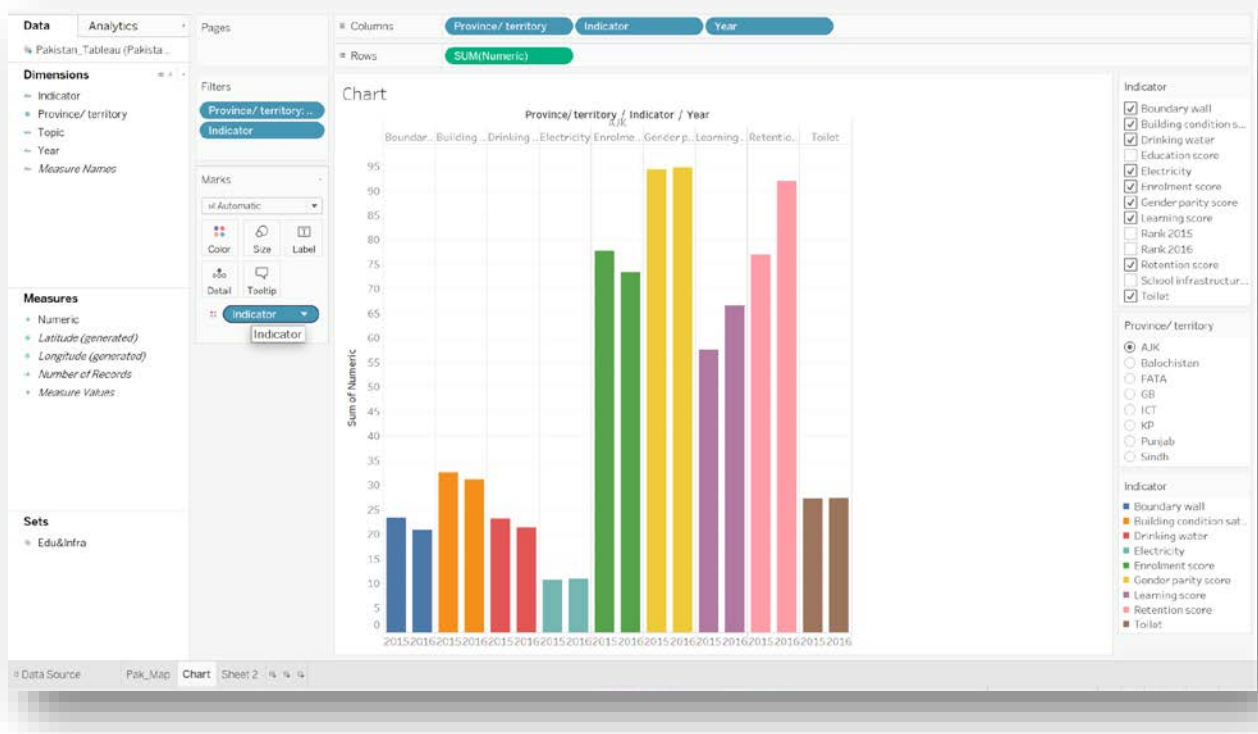 Data Analytics
Pakistan_Tableau (Pakista...
Dimensions
Indicator
Province/ territory
Topic
Year
Measure Names
Measures
Numeric
Latitude (generated)
Longitude (generated)
Number of Records
Measure Values
Sets
Edu&Infra
Pages
Filters
Province/ territory: ..
Indicator
Marks
Automatic
Color Size Label
Detail Tooltip
Indicator
Indicator
Columns Province/ territory Indicator Year
Rows SUM(Numeric)
Chart
Province/ territory / Indicator / Year
AJK
Boundar.. Building .. Drinking .. Electricity Enrolme.. Gender p.. Learning.. Retentio.. Toilet
Sum of Numeric
95
90
85
80
75
70
65
60
55
50
45
40
35
30
25
20
15
10
5
0
2015 2016 2015 2016 2015 2016 2015 2016 2015 2016 2015 2016 2015 2016 2015 2016 2015 2016
Indicator
Boundary wall
Building condition s...
Drinking water
Education score
Electricity
Enrolment score
Gender parity score
Learning score
Rank 2015
Rank 2016
Retention score
School infrastructur...
Toilet
Province/ territory
AJK
Balochistan
FATA
GB
ICT
KP
Punjab
Sindh
Indicator
Boundary wall
Building condition sat..
Drinking water
Electricity
Enrolment score
Gender parity score
Learning score
Retention score
Toilet
Data Source Pak_Map Chart Sheet 2